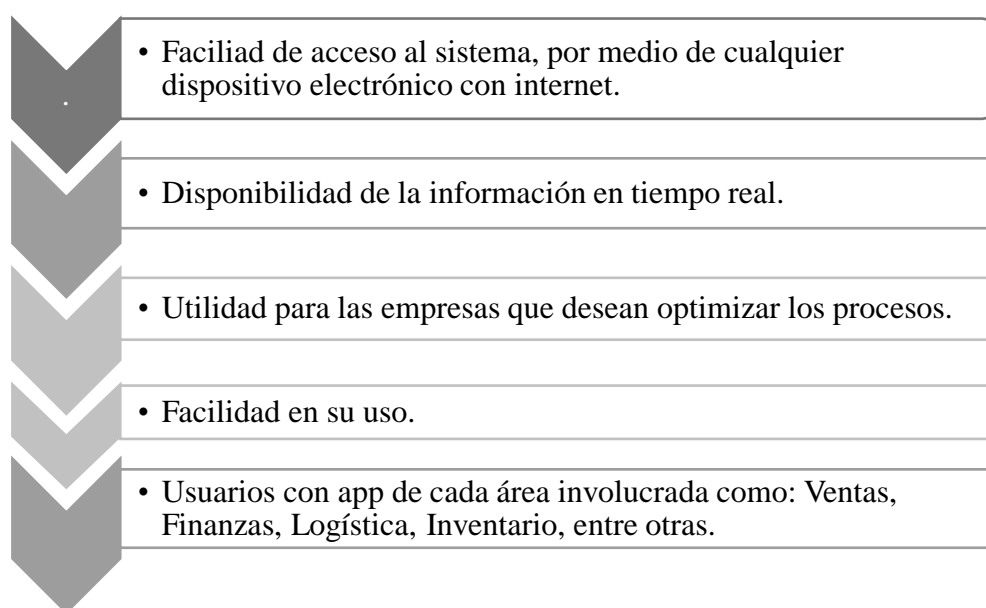 • Faciliad de acceso al sistema, por medio de cualquier
dispositivo electrónico con internet.
.
• Disponibilidad de la información en tiempo real.
• Utilidad para las empresas que desean optimizar los procesos.
• Facilidad en su uso.
• Usuarios con app de cada área involucrada como: Ventas,
Finanzas, Logística, Inventario, entre otras.